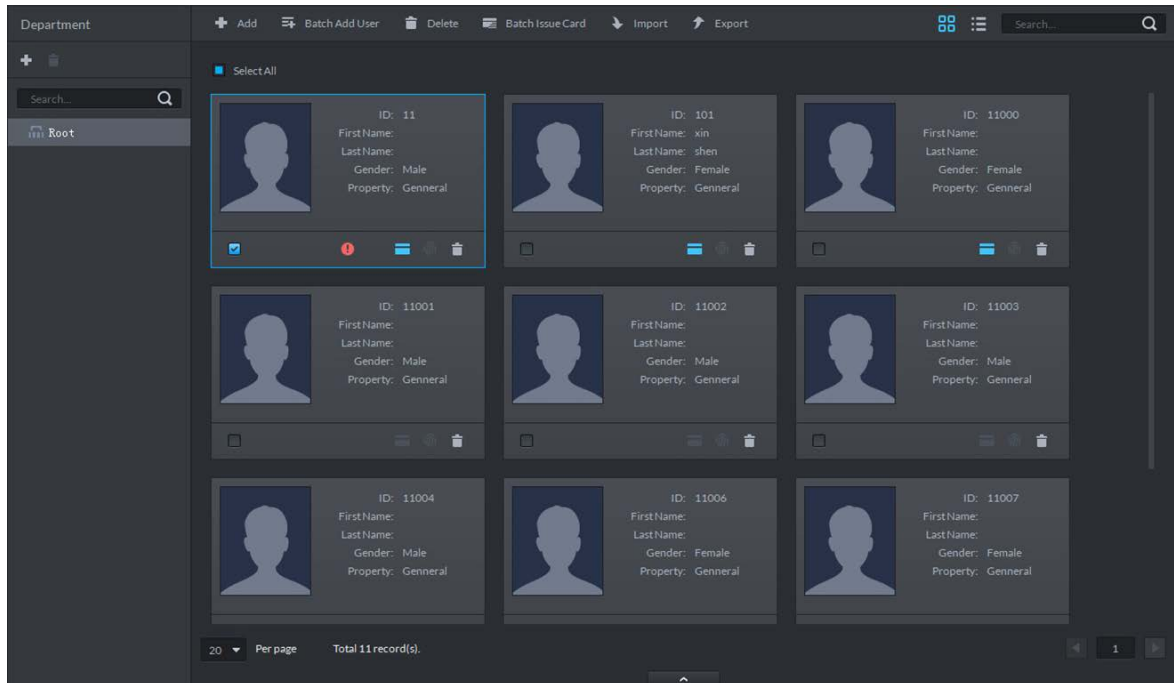 Department
Add Batch Add User Delete Batch Issue Card Import Export Search...
Select All
Search...
Root
ID: 11
First Name:
Last Name:
Gender: Male
Property: Genneral
ID: 101
First Name: xin
Last Name: shen
Gender: Female
Property: Genneral
ID: 11000
First Name:
Last Name:
Gender: Female
Property: Genneral
ID: 11001
First Name:
Last Name:
Gender: Male
Property: Genneral
ID: 11002
First Name:
Last Name:
Gender: Male
Property: Genneral
ID: 11003
First Name:
Last Name:
Gender: Male
Property: Genneral
ID: 11004
First Name:
Last Name:
Gender: Male
Property: Genneral
ID: 11006
First Name:
Last Name:
Gender: Female
Property: Genneral
ID: 11007
First Name:
Last Name:
Gender: Female
Property: Genneral
20 Per page Total 11 record(s). 1